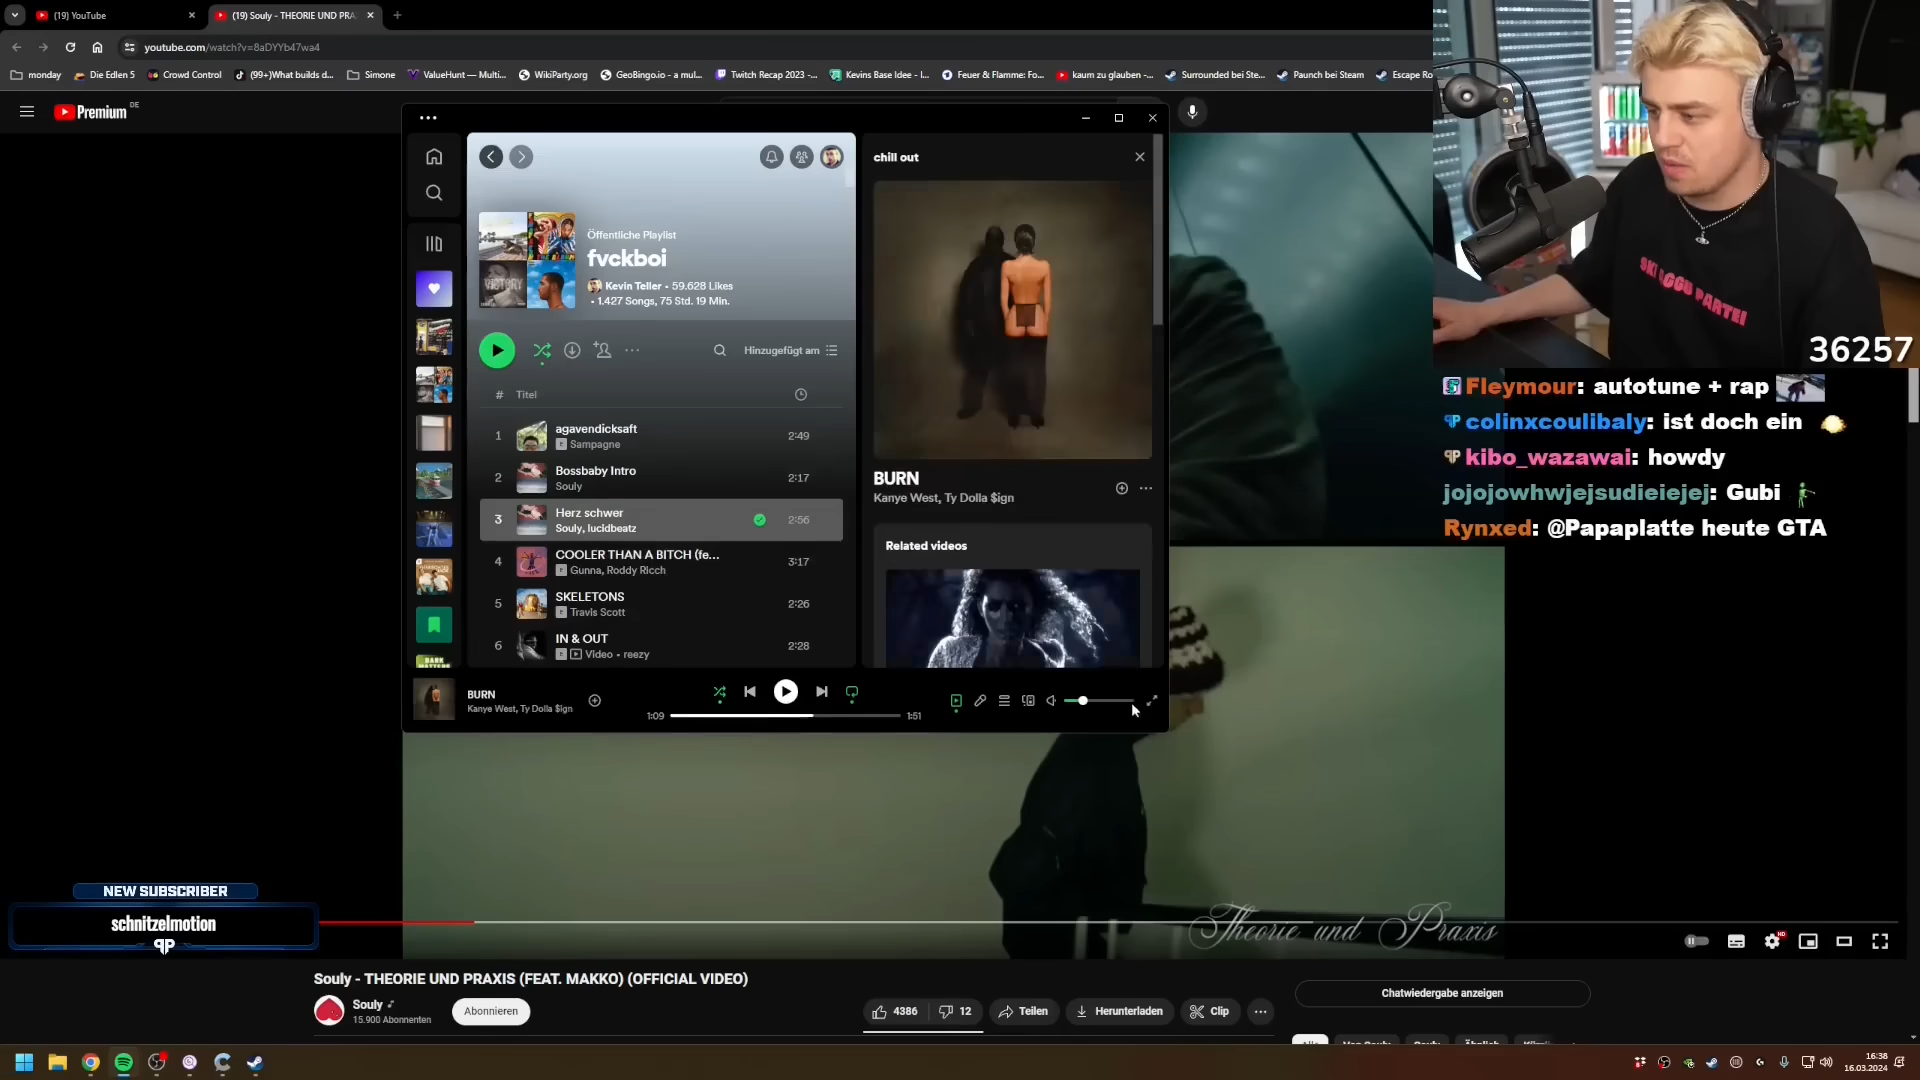 (19) YouTube
(19) Souly - THEORIE UND PRA
youtube.com/watch?v=8aDYYb47wa4
monday
Die Edlen 5
Crowd Control
(99+)What builds d...
Simone
ValueHunt — Multi...
WikiParty.org
GeoBingo.io - a mul...
Twitch Recap 2023 -...
Kevins Base Idee - I...
Feuer & Flamme: Fo...
kaum zu glauben -...
Surrounded bei Ste...
Paunch bei Steam
Escape Ro
Premium DE
chill out
Öffentliche Playlist
fvckboi
Kevin Teller • 59.628 Likes
• 1.427 Songs, 75 Std. 19 Min.
VICTORY
Hinzugefügt am
# Titel
1 agavendicksaft 2:49
E Sampagne
2 Bossbaby Intro 2:17
Souly
3 Herz schwer 2:56
Souly, lucidbeatz
4 COOLER THAN A BITCH (fe... 3:17
E Gunna, Roddy Ricch
5 SKELETONS 2:26
E Travis Scott
6 IN & OUT 2:28
E Video • reezy
BURN
Kanye West, Ty Dolla $ign
Related videos
BURN
Kanye West, Ty Dolla $ign
1:09
1:51
SKI AGGU PARTEI
36257
Fleymour: autotune + rap
colinxcoulibaly: ist doch ein
kibo_wazawai: howdy
jojojowhwjejsudieiejej: Gubi
Rynxed: @Papaplatte heute GTA
NEW SUBSCRIBER
schnitzelmotion
Theorie und Praxis
HD
Souly - THEORIE UND PRAXIS (FEAT. MAKKO) (OFFICIAL VIDEO)
Souly
15.900 Abonnenten
Abonnieren
4386
12
Teilen
Herunterladen
Clip
Chatwiedergabe anzeigen
16:38
16.03.2024